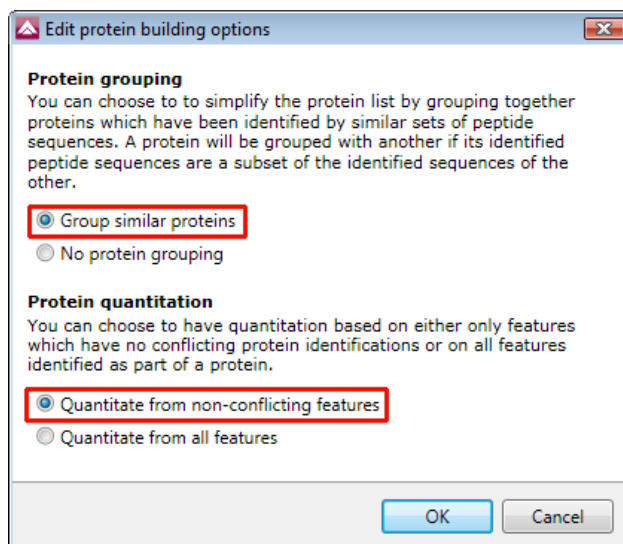 Edit protein building options
Protein grouping
You can choose to to simplify the protein list by grouping together
proteins which have been identified by similar sets of peptide
sequences. A protein will be grouped with another if its identified
peptide sequences are a subset of the identified sequences of the
other.
Group similar proteins
No protein grouping
Protein quantitation
You can choose to have quantitation based on either only features
which have no conflicting protein identifications or on all features
identified as part of a protein.
Quantitate from non-conflicting features
Quantitate from all features
OK Cancel